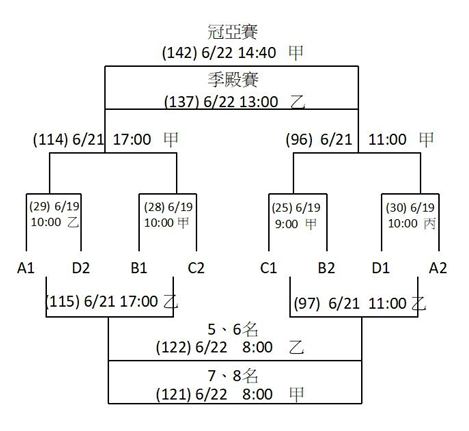 冠亞賽
(142) 6/22 14:40 甲
季殿賽
(137) 6/22 13:00 乙
(114) 6/21 17:00 甲
(96) 6/21 11:00 甲
(29) 6/19
10:00 乙
(28) 6/19
10:00 甲
(25) 6/19
9:00 甲
(30) 6/19
10:00 丙
A1 D2 B1 C2 C1 B2 D1 A2
(115) 6/21 17:00 乙
(97) 6/21 11:00 乙
5、6名
(122) 6/22 8:00 乙
7、8名
(121) 6/22 8:00 甲